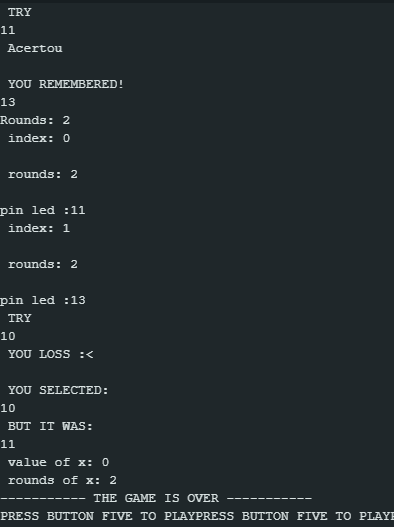 TRY
11
Acertou
YOU REMEMBERED!
13
Rounds: 2
index: 0
rounds: 2
pin led :11
index: 1
rounds: 2
pin led :13
TRY
10
YOU LOSS :<
YOU SELECTED:
10
BUT IT WAS:
11
value of x: 0
rounds of x: 2
----------- THE GAME IS OVER -----------
PRESS BUTTON FIVE TO PLAYPRESS BUTTON FIVE TO PLAYP